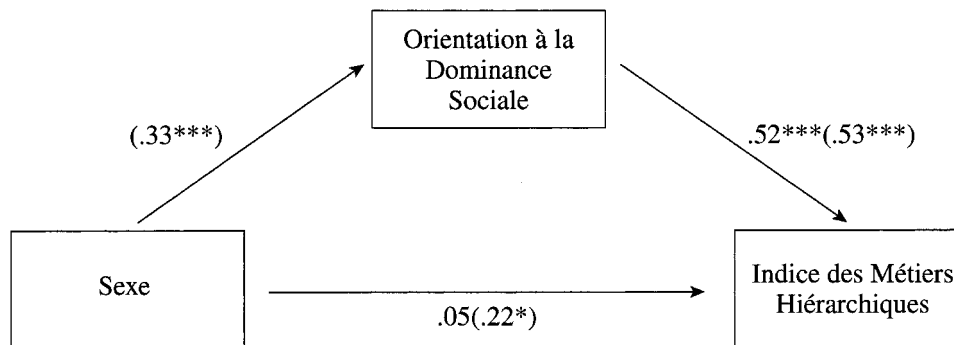 Orientation à la
Dominance
Sociale
(.33***)
.52***(.53***)
Sexe
.05(.22*)
Indice des Métiers
Hiérarchiques